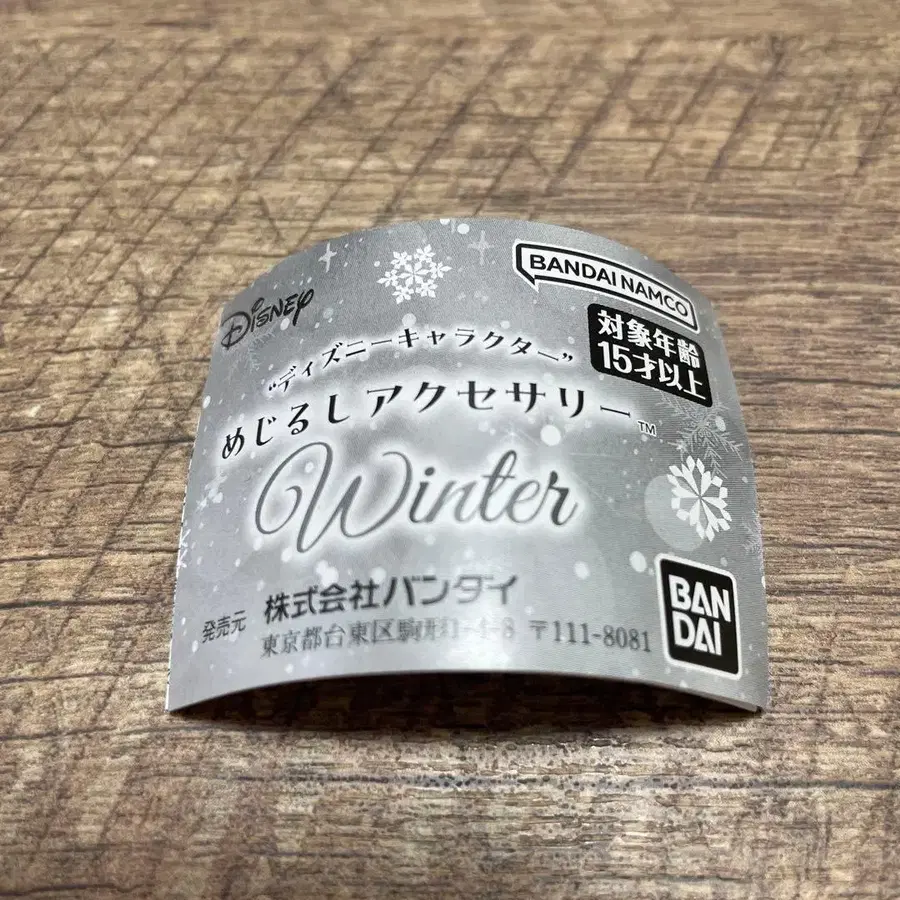 Disney
BANDAI NAMCO
対象年齢
15才以上
“ディズニーキャラクター”
めじるしアクセサリー™
Winter
発売元 株式会社バンダイ
東京都台東区駒形1-4-8 〒111-8081
BAN
DAI